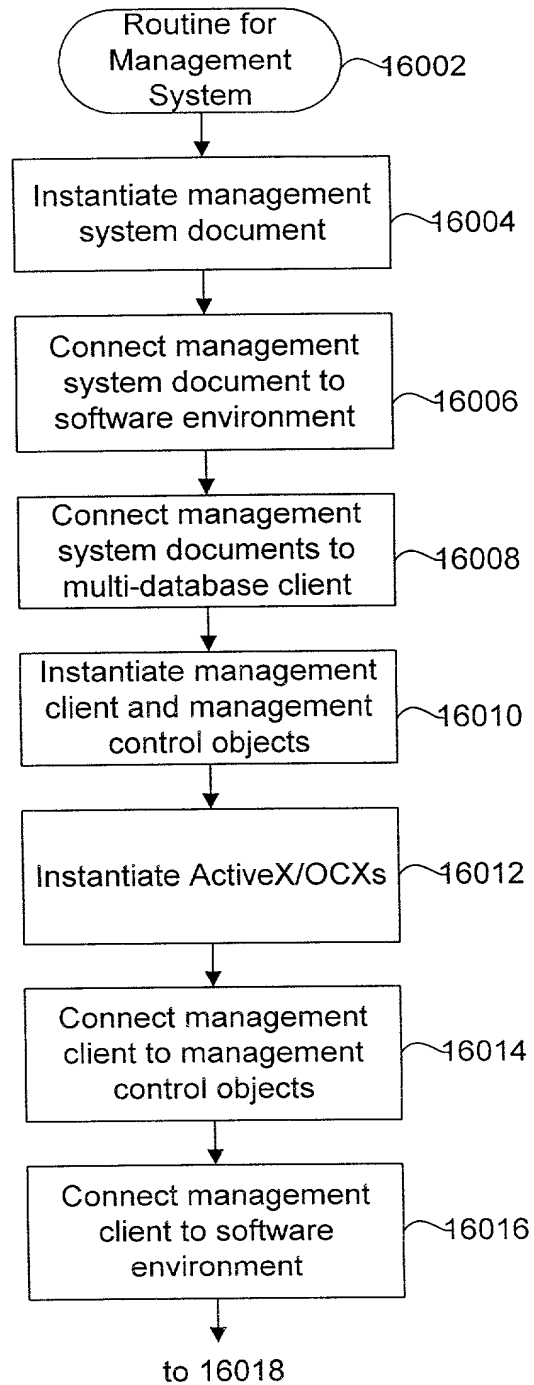 Routine for
Management
System
16002
Instantiate management
system document
16004
Connect management
system document to
software environment
16006
Connect management
system documents to
multi-database client
16008
Instantiate management
client and management
control objects
16010
Instantiate ActiveX/OCXs
16012
Connect management
client to management
control objects
16014
Connect management
client to software
environment
16016
to 16018